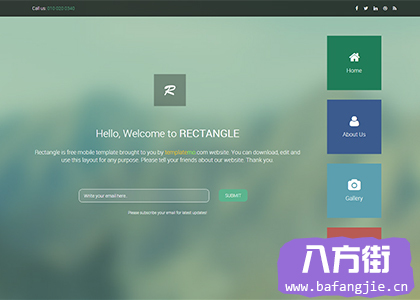 Call us: 010-020-0340
Home
R
Hello, Welcome to RECTANGLE
Rectangle is free mobile template brought to you by templatemo.com website. You can download, edit and
use this layout for any purpose. Please tell your friends about our website. Thank you.
About Us
Write your email here..
SUBMIT
Gallery
Please subscribe your email for latest updates!
八方街
www.bafangjie.cn